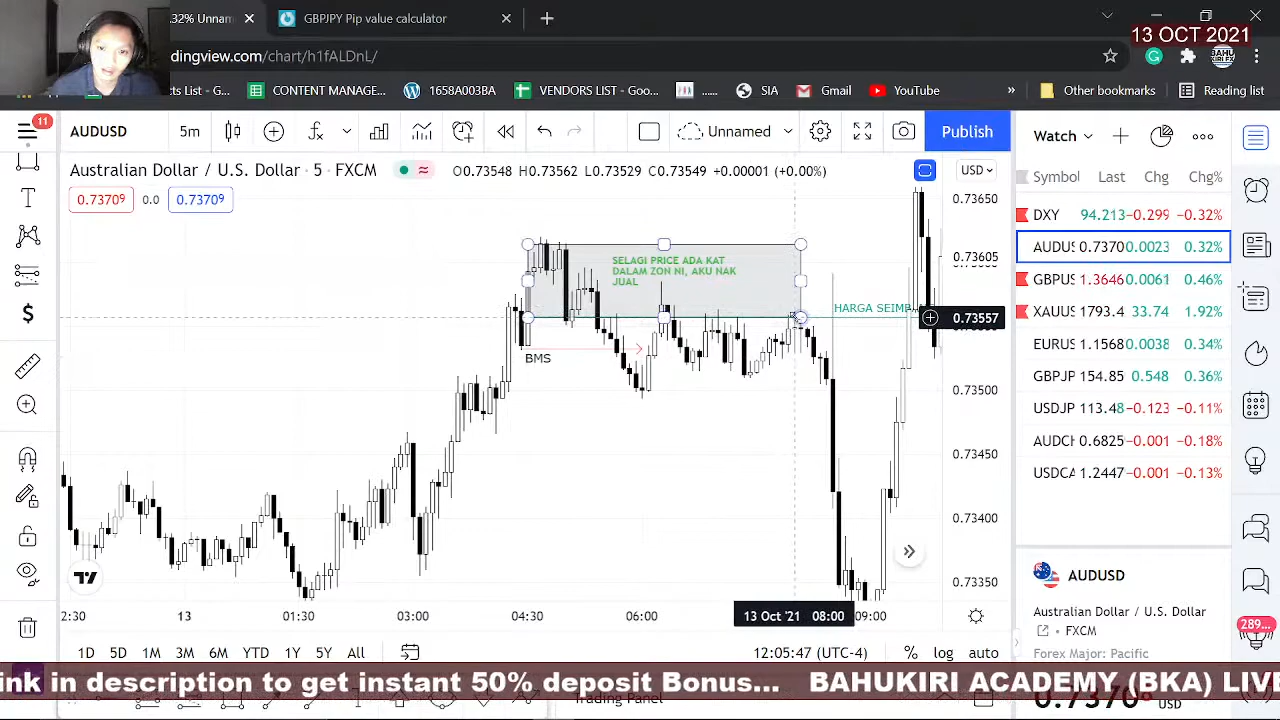 32% Unnam
GBPJPY Pip value calculator
13 OCT 2021
dingview.com/chart/h1fALDnL/
cts List - G...
CONTENT MANAGE...
165500003BA
VENDORS LIST - Goo...
......
SIA
Gmail
YouTube
Other bookmarks
Reading list
11
AUDUSD
5m
Unnamed
Publish
Watch
Australian Dollar / U.S. Dollar · 5 · FXCM
O0.73548 H0.73562 L0.73529 C0.73549 +0.00001 (+0.00%)
USD
Symbol Last Chg Chg%
0.73709
0.0
0.73709
DXY 94.213 -0.299 -0.32%
AUDUS 0.7370 0.0023 0.32%
GBPUS 1.3646 0.0061 0.46%
XAUUS 1793.4 33.74 1.92%
EURUS 1.1568 0.0038 0.34%
GBPJP 154.85 0.548 0.36%
USDJP 113.48 -0.123 -0.11%
AUDCH 0.6825 -0.001 -0.18%
USDCA 1.2447 -0.001 -0.13%
0.73650
0.73605
0.73557
0.73500
0.73450
0.73400
0.73350
SELAGI PRICE ADA KAT
DALAM ZON NI, AKU NAK
JUAL
HARGA SEIMB
BMS
2:30 13 01:30 03:00 04:30 06:00 13 Oct '21 08:00 09:00
AUDUSD
Australian Dollar / U.S. Dollar
FXCM
Forex Major: Pacific
289...
1D 5D 1M 3M 6M YTD 1Y 5Y All
12:05:47 (UTC-4)
% log auto
ink in description to get instant 50% deposit Bonus... BAHUKIRI ACADEMY (BKA) LIVE
Trading Panel
USD